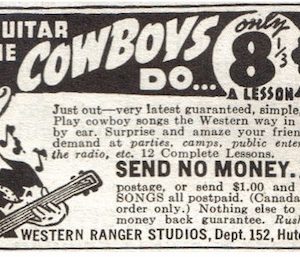 UITAR
COWBOYS
DO...
only
8 1/3
A LESSON
Just out—very latest guaranteed, simple,
Play cowboy songs the Western way in
by ear. Surprise and amaze your frien
demand at parties, camps, public enter
the radio, etc. 12 Complete Lessons.
SEND NO MONEY..
postage, or send $1.00 and
SONGS all postpaid. (Canada
order only.) Nothing else to
money back guarantee. Rush
WESTERN RANGER STUDIOS, Dept. 152, Hut